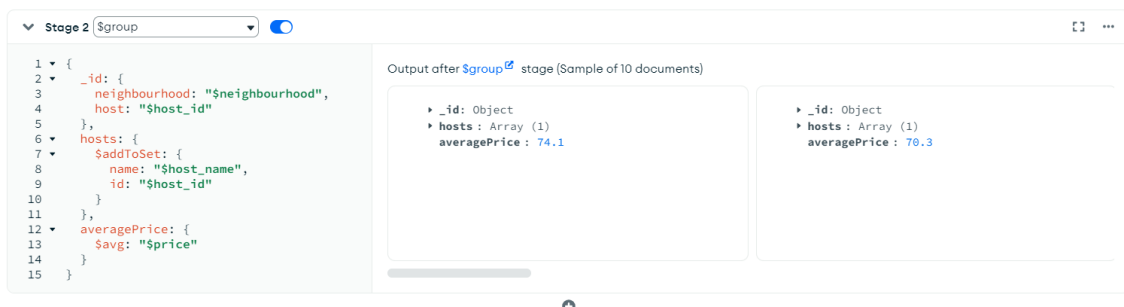 Stage 2 $group
1 {
2 _id: {
3 neighbourhood: "$neighbourhood",
4 host: "$host_id"
5 },
6 hosts: {
7 $addToSet: {
8 name: "$host_name",
9 id: "$host_id"
10 }
11 },
12 averagePrice: {
13 $avg: "$price"
14 }
15 }
Output after $group stage (Sample of 10 documents)
_id: Object
hosts : Array (1)
averagePrice : 74.1
_id: Object
hosts : Array (1)
averagePrice : 70.3